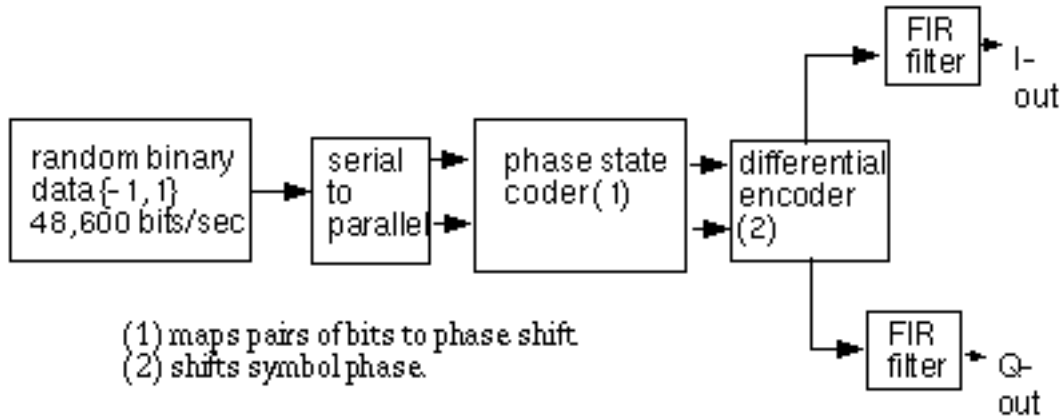 FIR
filter
I-
out
random binary
data {-1, 1}
48,600 bits/sec
serial
to
parallel
phase state
coder (1)
differential
encoder
(2)
(1) maps pairs of bits to phase shift
(2) shifts symbol phase.
FIR
filter
Q-
out